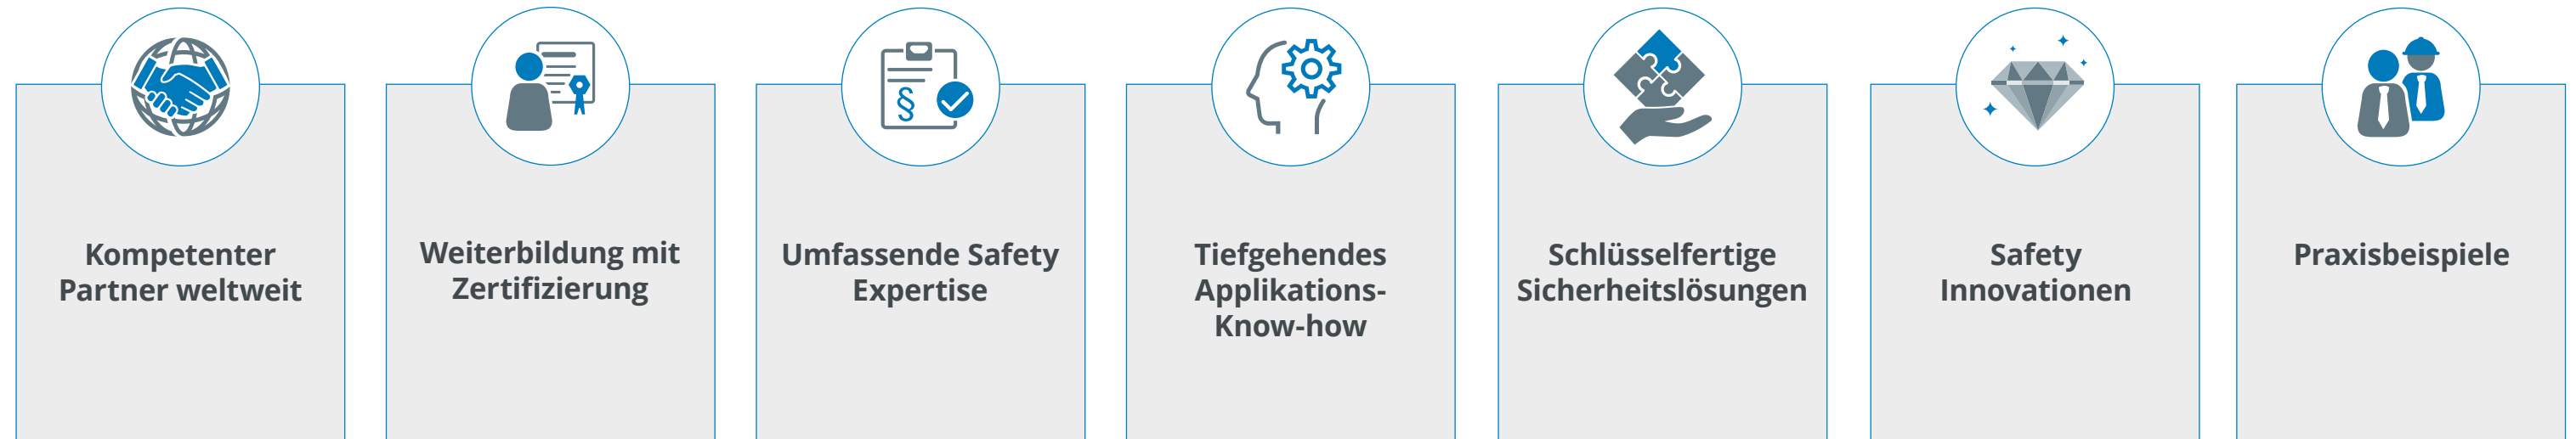 Kompetenter
Partner weltweit
Weiterbildung mit
Zertifizierung
§
Umfassende Safety
Expertise
Tiefgehendes
Applikations-
Know-how
Schlüsselfertige
Sicherheitslösungen
Safety
Innovationen
Praxisbeispiele